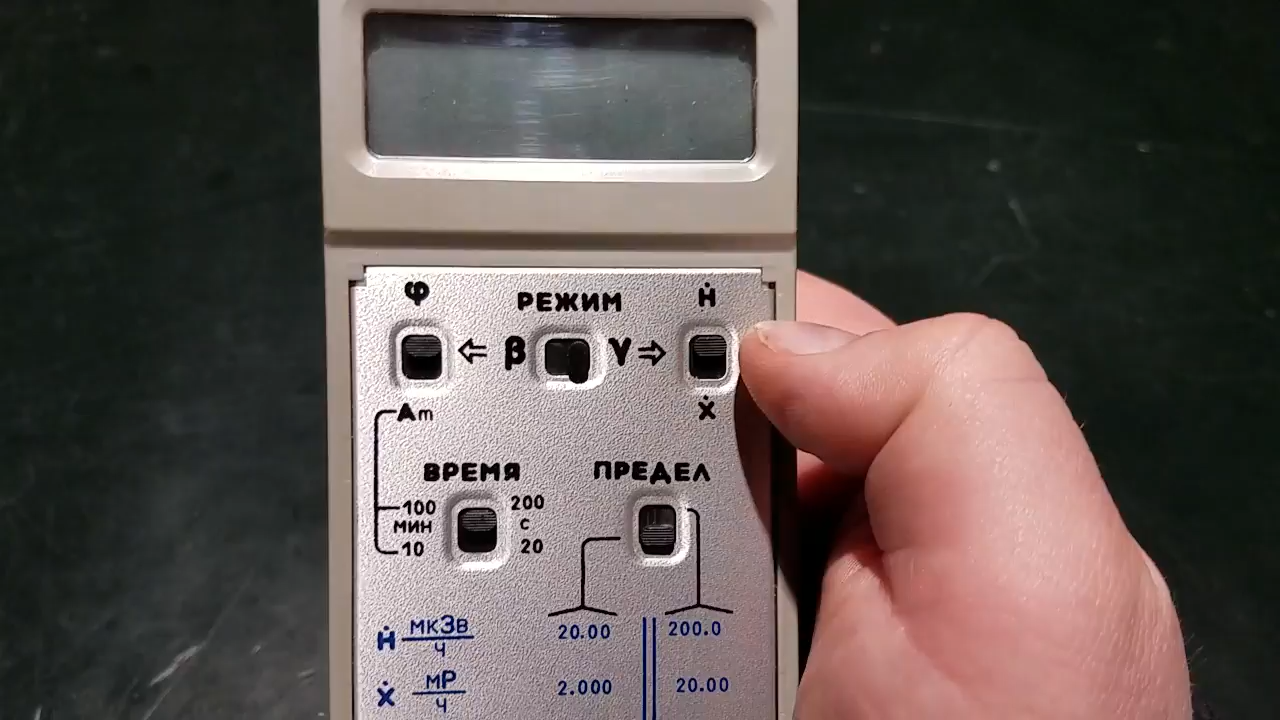 φ РЕЖИМ Ḣ
⇐ β γ ⇒
Am Ẋ
ВРЕМЯ ПРЕДЕЛ
100 200
МИН с
10 20
Ḣ мкЗв/ч 20.00 200.0
Ẋ мР/ч 2.000 20.00